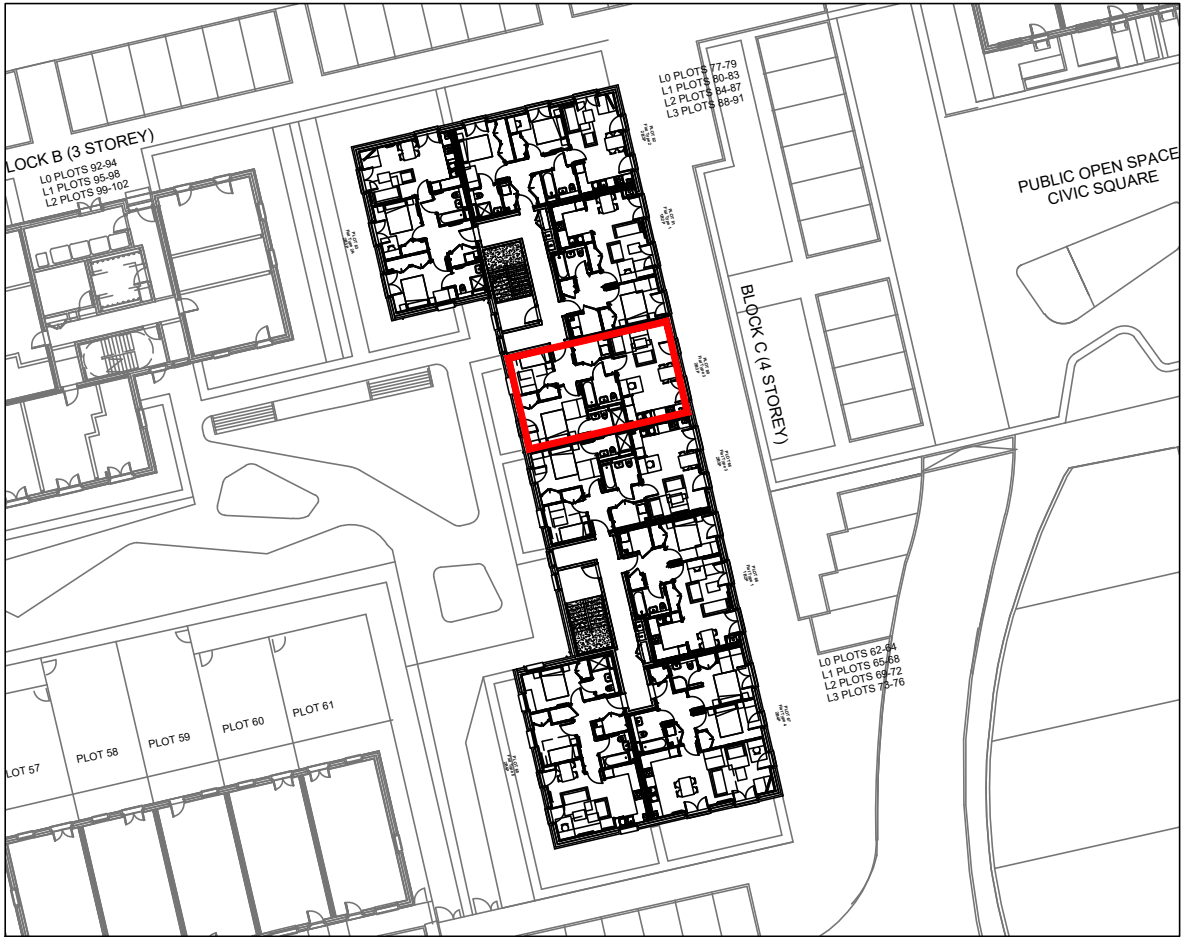 L0 PLOTS 77-79
L1 PLOTS 80-83
L2 PLOTS 84-87
L3 PLOTS 88-91
LOCK B (3 STOREY)
L0 PLOTS 92-94
L1 PLOTS 95-98
L2 PLOTS 99-102
PUBLIC OPEN SPACE
CIVIC SQUARE
BLOCK C (4 STOREY)
L0 PLOTS 62-64
L1 PLOTS 65-68
L2 PLOTS 69-72
L3 PLOTS 73-76
LOT 57
PLOT 58
PLOT 59
PLOT 60
PLOT 61